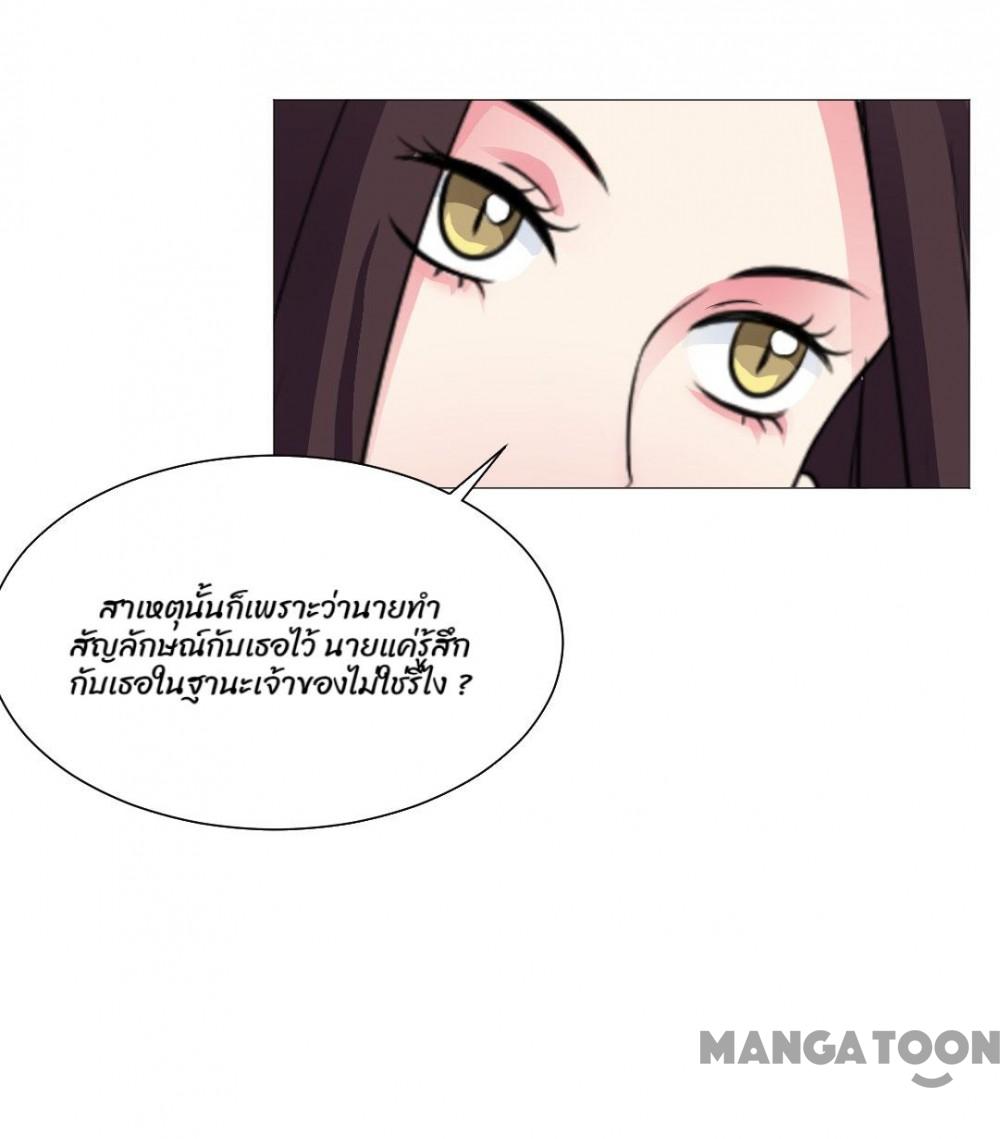 สาเหตุนั้นก็เพราะว่านายทำ
สัญลักษณ์กับเธอไว้ นายแค่รู้สึก
กับเธอในฐานะเจ้าของไม่ใช่รึไง ?
MANGATOON